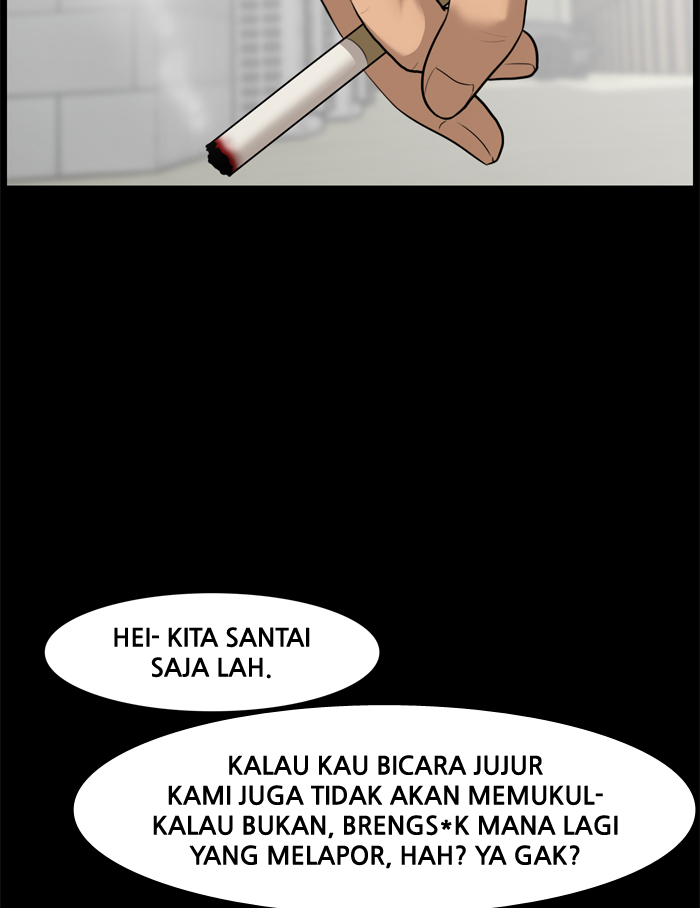 HEI- KITA SANTAI
SAJA LAH.
KALAU KAU BICARA JUJUR
KAMI JUGA TIDAK AKAN MEMUKUL-
KALAU BUKAN, BRENGS*K MANA LAGI
YANG MELAPOR, HAH? YA GAK?